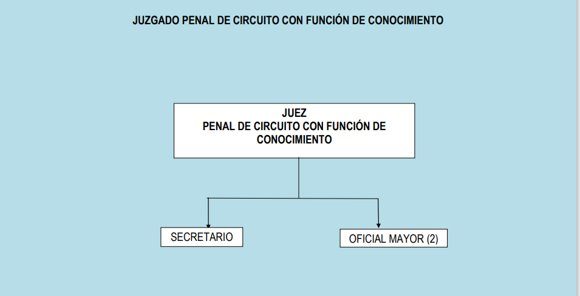 JUZGADO PENAL DE CIRCUITO CON FUNCIÓN DE CONOCIMIENTO
JUEZ
PENAL DE CIRCUITO CON FUNCIÓN DE
CONOCIMIENTO
SECRETARIO
OFICIAL MAYOR (2)